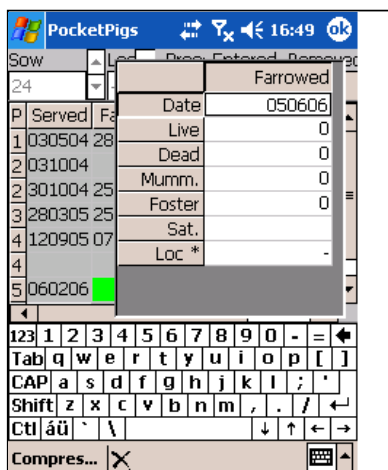 PocketPigs 16:49 ok
Sow
24
Farrowed
Date 050606
Live 0
Dead 0
Mumm. 0
Foster 0
Sat.
Loc * -
P Served
1 030504 28
2 031004
2 301004 25
3 280305 25
4 120905 07
4
5 060206
123 1 2 3 4 5 6 7 8 9 0 - =
Tab q w e r t y u i o p [ ]
CAP a s d f g h j k l ; '
Shift z x c v b n m , . /
Ctl áü ` \
Compres...